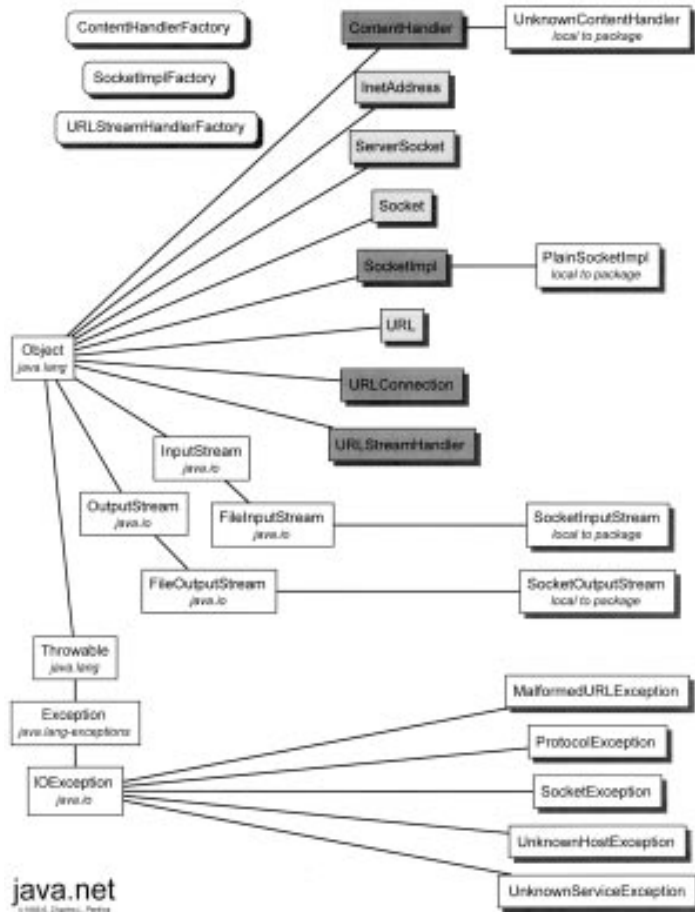 ContentHandlerFactory
SocketImplFactory
URLStreamHandlerFactory
ContentHandler
UnknownContentHandler
local to package
InetAddress
ServerSocket
Socket
SocketImpl
PlainSocketImpl
local to package
URL
Object
java.lang
URLConnection
URLStreamHandler
InputStream
java.io
OutputStream
java.io
FileInputStream
java.io
SocketInputStream
local to package
FileOutputStream
java.io
SocketOutputStream
local to package
Throwable
java.lang
Exception
java.lang-exceptions
IOException
java.io
MalformedURLException
ProtocolException
SocketException
UnknownHostException
UnknownServiceException
java.net